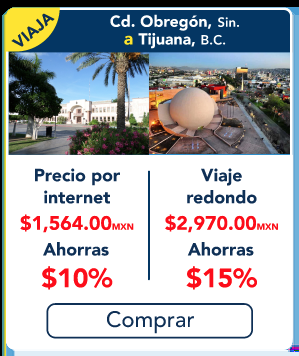 VIAJA
Cd. Obregón, Sin.
a Tijuana, B.C.
Precio por
internet
$1,564.00MXN
Ahorras
$10%
Viaje
redondo
$2,970.00MXN
Ahorras
$15%
Comprar